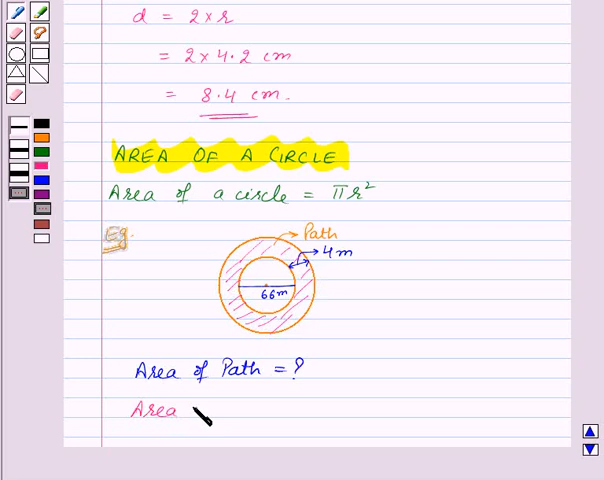 d = 2 × r
= 2 × 4.2 cm
= 8.4 cm.
AREA OF A CIRCLE
Area of a circle = πr²
Eg.
Path
4m
66m
Area of Path = ?
Area